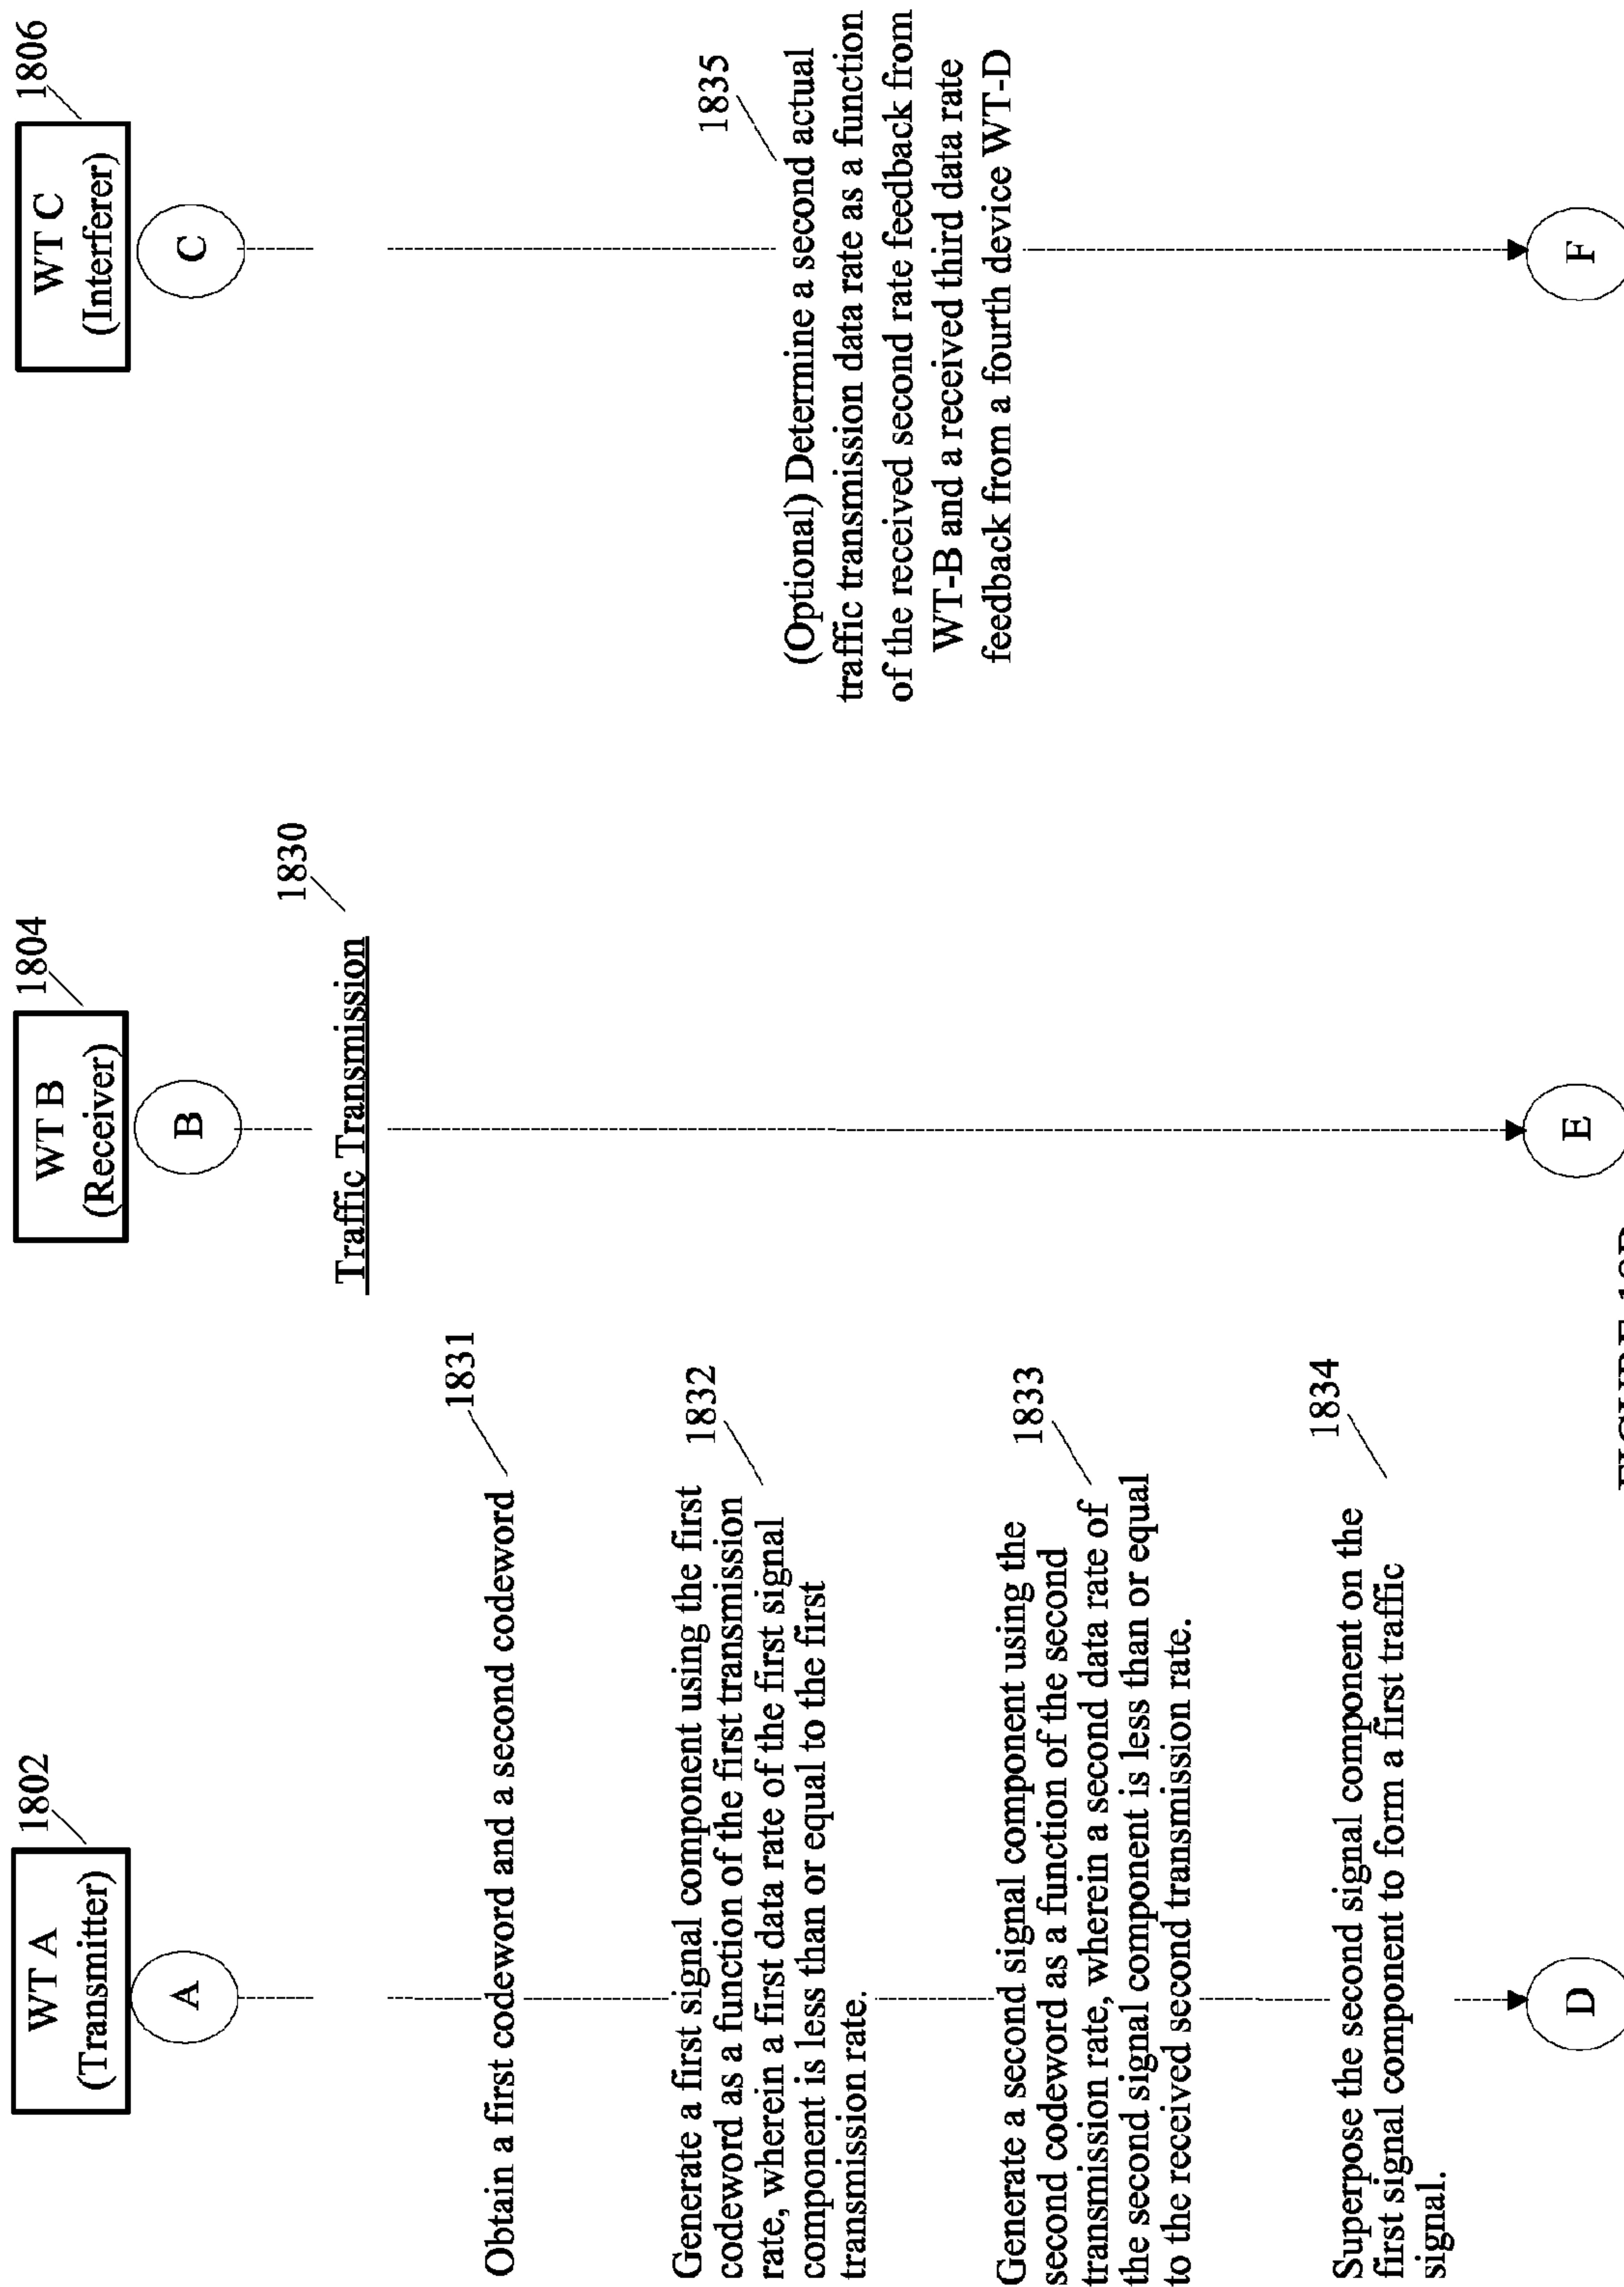 WT A
(Transmitter)
1802
A
WT B
(Receiver)
1804
B
WT C
(Interferer)
1806
C
Traffic Transmission
1830
Obtain a first codeword and a second codeword
1831
Generate a first signal component using the first
codeword as a function of the first transmission
rate, wherein a first data rate of the first signal
component is less than or equal to the first
transmission rate.
1832
(Optional) Determine a second actual
traffic transmission data rate as a function
of the received second rate feedback from
WT-B and a received third data rate
feedback from a fourth device WT-D
1835
Generate a second signal component using the
second codeword as a function of the second
transmission rate, wherein a second data rate of
the second signal component is less than or equal
to the received second transmission rate.
1833
Superpose the second signal component on the
first signal component to form a first traffic
signal.
1834
D
E
F